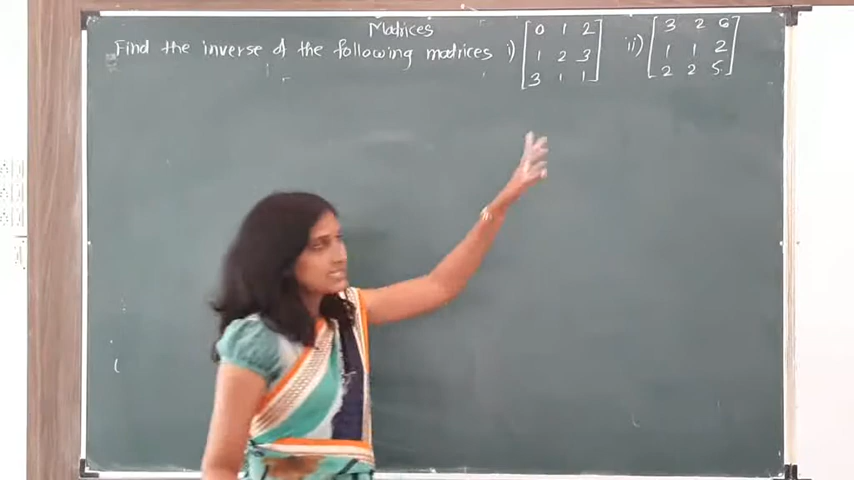 Matrices
Find the inverse of the following matrices i) [0 1 2 ii) [3 2 6
1 2 3 1 1 2
3 1 1] 2 2 5]